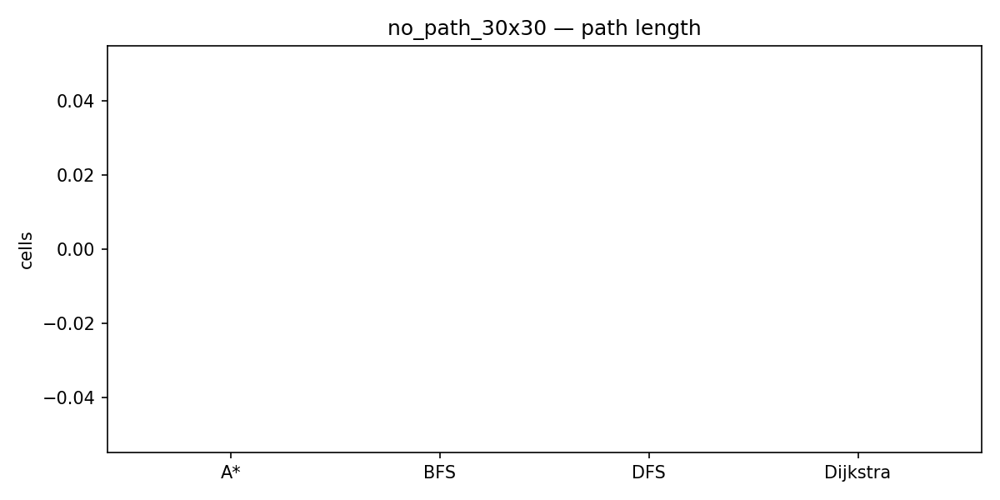 no_path_30x30 — path length
cells
0.04
0.02
0.00
−0.02
−0.04
A* BFS DFS Dijkstra